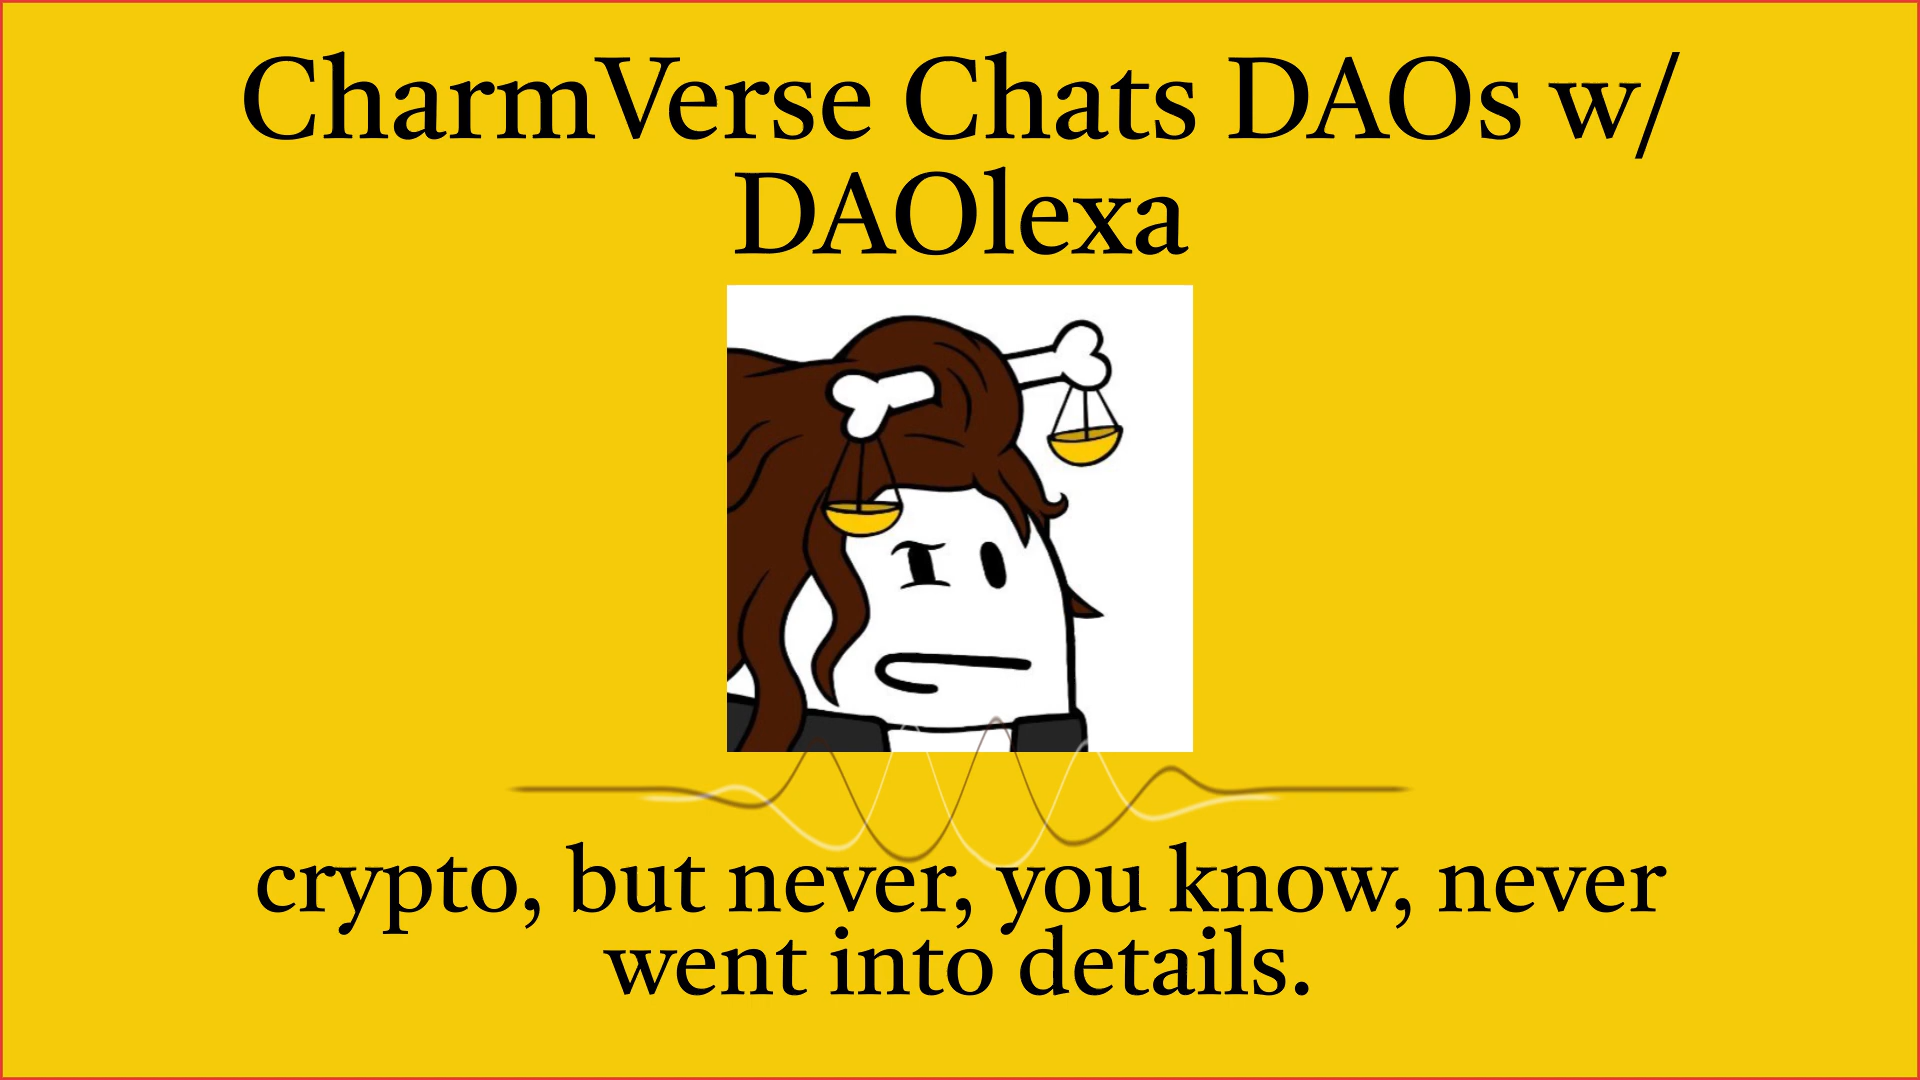 CharmVerse Chats DAOs w/
DAOlexa
crypto, but never, you know, never
went into details.